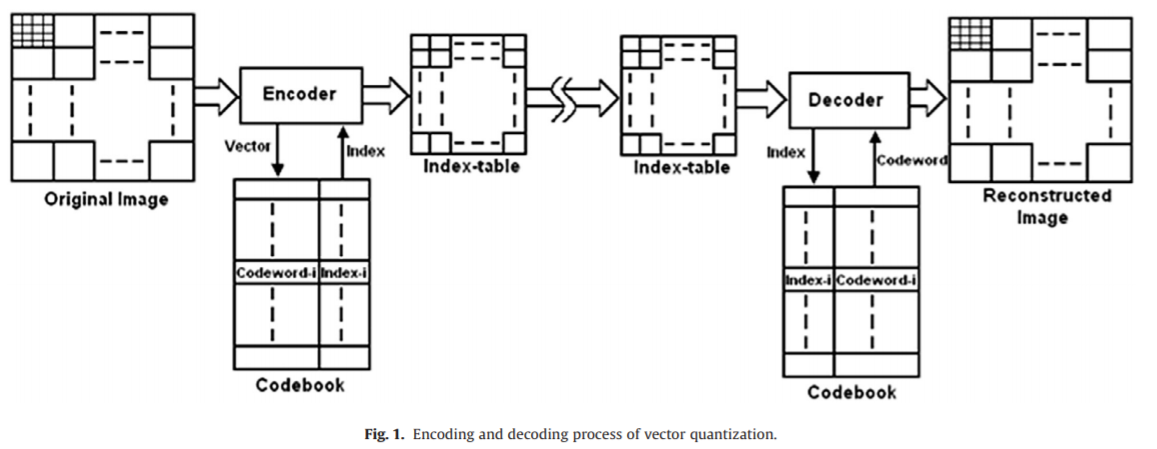 Original Image
Encoder
Vector
Index
Codeword-i Index-i
Codebook
Index-table
Index-table
Decoder
Index
Codeword
Index-i Codeword-i
Codebook
Reconstructed
Image
Fig. 1. Encoding and decoding process of vector quantization.